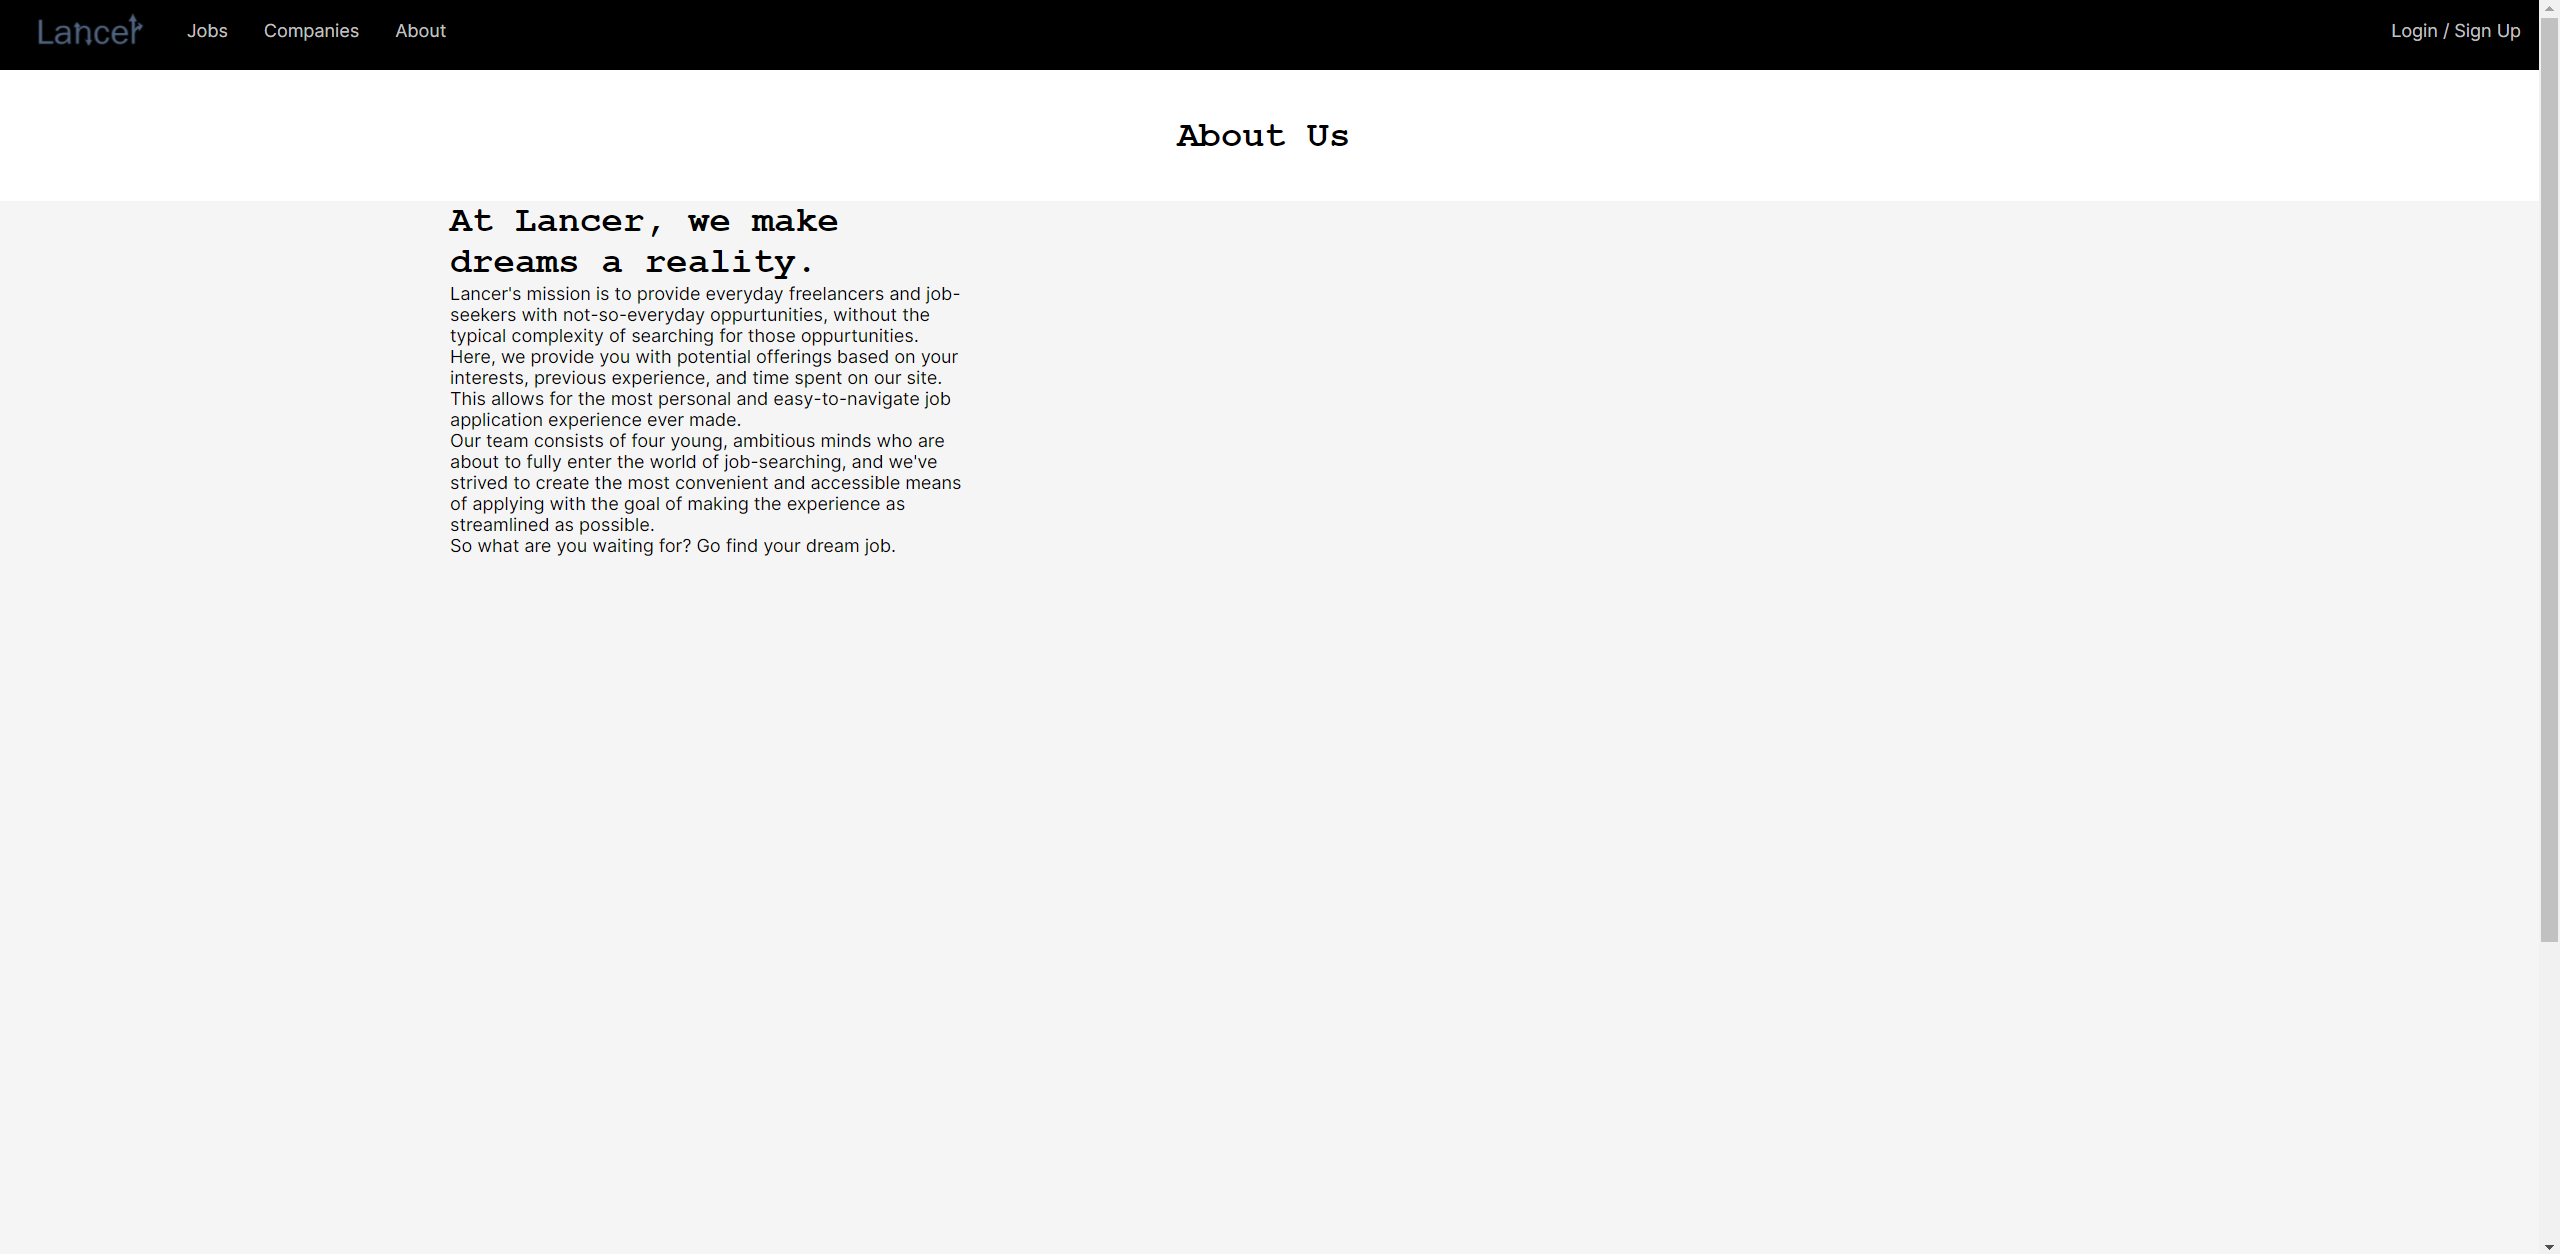 Lancer
Jobs
Companies
About
Login / Sign Up
About Us
At Lancer, we make
dreams a reality.
Lancer's mission is to provide everyday freelancers and job-
seekers with not-so-everyday oppurtunities, without the
typical complexity of searching for those oppurtunities.
Here, we provide you with potential offerings based on your
interests, previous experience, and time spent on our site.
This allows for the most personal and easy-to-navigate job
application experience ever made.
Our team consists of four young, ambitious minds who are
about to fully enter the world of job-searching, and we've
strived to create the most convenient and accessible means
of applying with the goal of making the experience as
streamlined as possible.
So what are you waiting for? Go find your dream job.